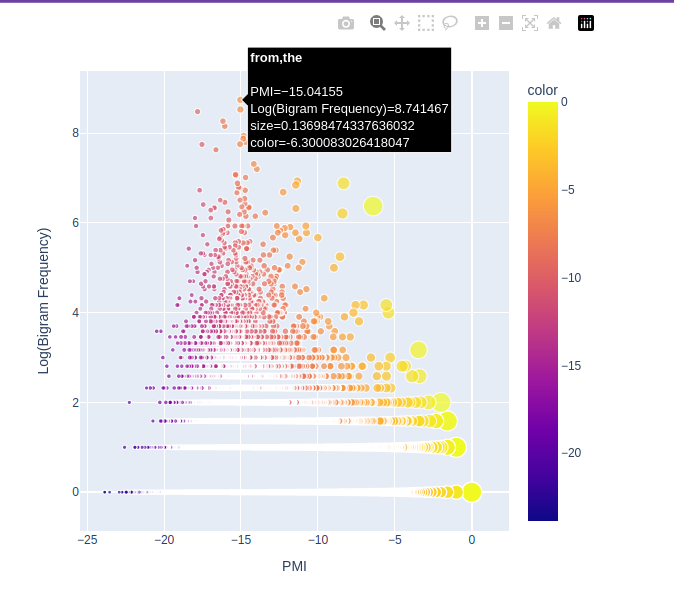 from,the
PMI=−15.04155
Log(Bigram Frequency)=8.741467
size=0.13698474337636032
color=-6.300083026418047
color
0
−5
−10
−15
−20
Log(Bigram Frequency)
8
6
4
2
0
−25
−20
−15
−10
−5
0
PMI